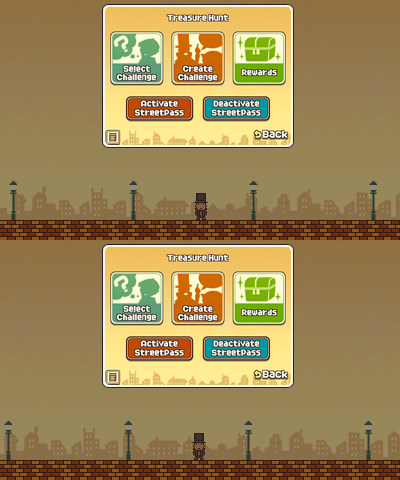 Treasure Hunt
Select
Challenge
Create
Challenge
Rewards
Activate
StreetPass
Deactivate
StreetPass
Back
Treasure Hunt
Select
Challenge
Create
Challenge
Rewards
Activate
StreetPass
Deactivate
StreetPass
Back